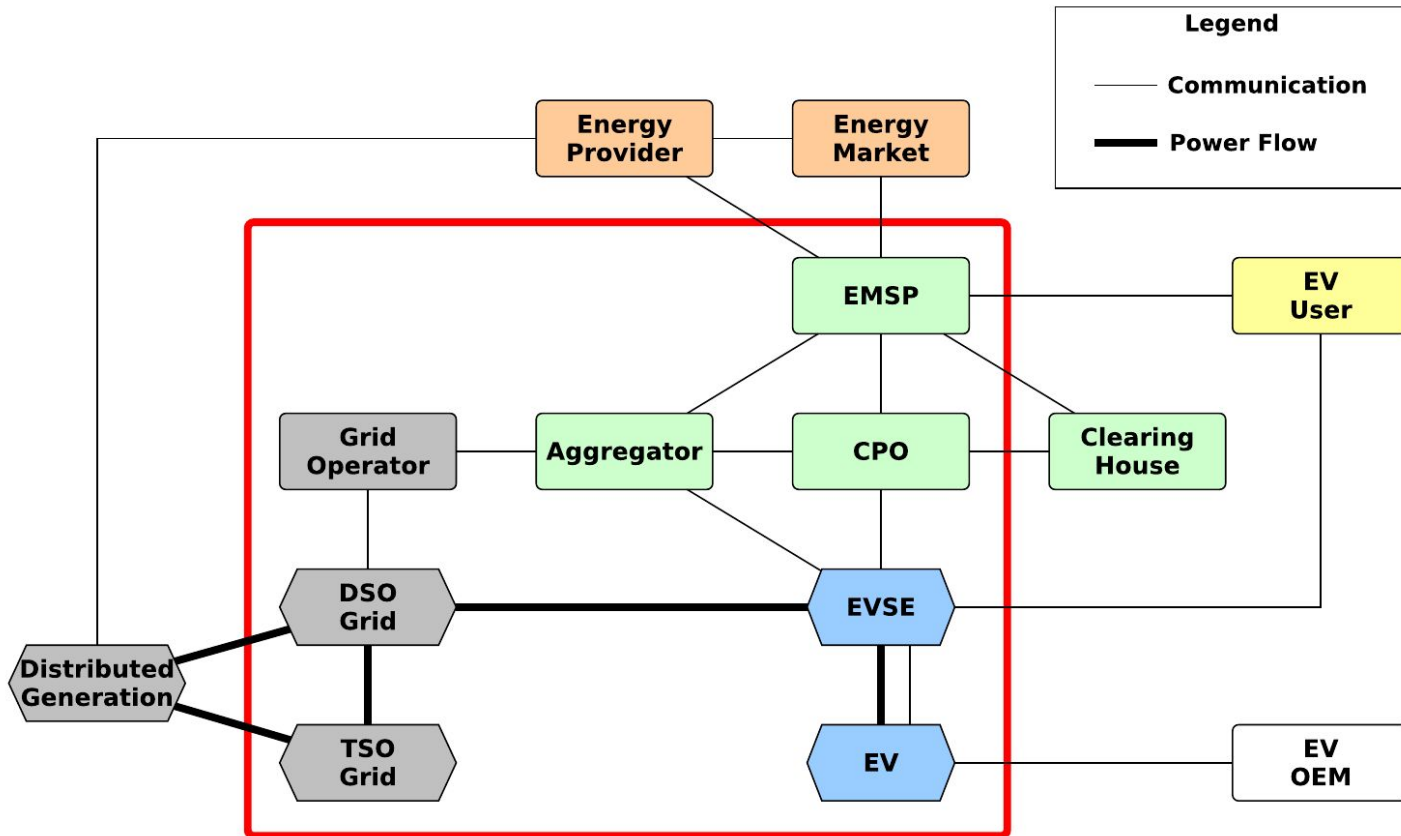 Legend
Communication
Power Flow
Energy
Provider
Energy
Market
EMSP
EV
User
Grid
Operator
Aggregator
CPO
Clearing
House
DSO
Grid
EVSE
Distributed
Generation
TSO
Grid
EV
EV
OEM